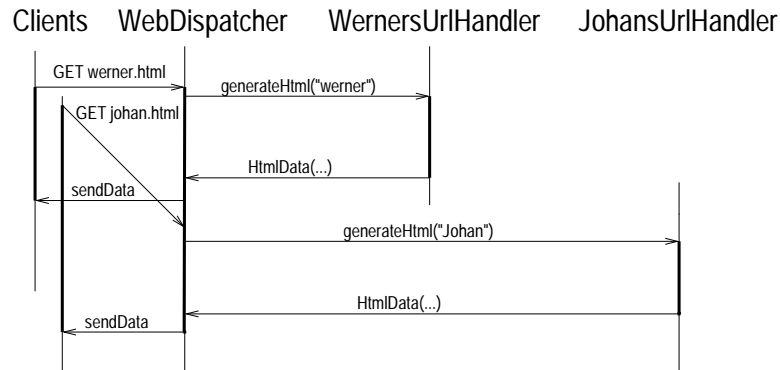 Clients WebDispatcher WernersUrlHandler JohansUrlHandler
GET werner.html
generateHtml("werner")
GET johan.html
HtmlData(...)
sendData
generateHtml("Johan")
HtmlData(...)
sendData